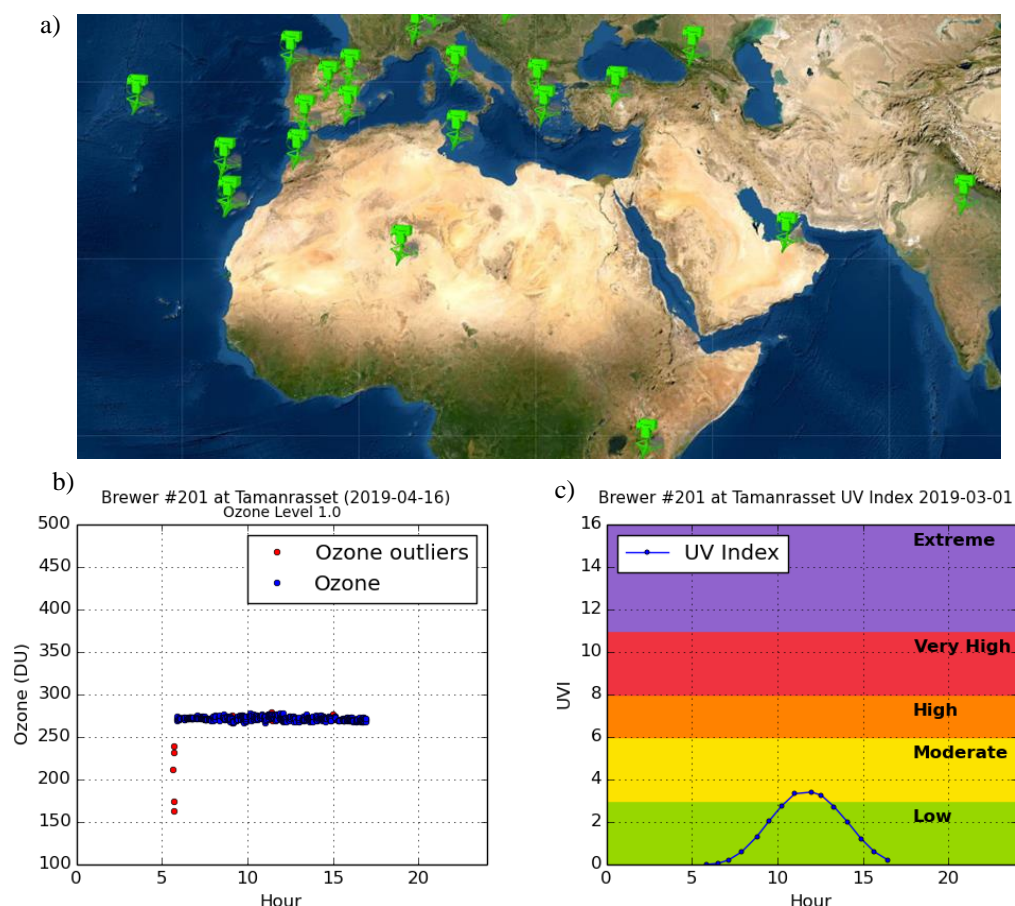 a)
b)
Brewer #201 at Tamanrasset (2019-04-16)
Ozone Level 1.0
500
450
400
350
300
250
200
150
100
Ozone (DU)
Ozone outliers
Ozone
0
5
10
15
20
Hour
c)
Brewer #201 at Tamanrasset UV Index 2019-03-01
16
14
12
10
8
6
4
2
0
UVI
UV Index
Extreme
Very High
High
Moderate
Low
0
5
10
15
20
Hour